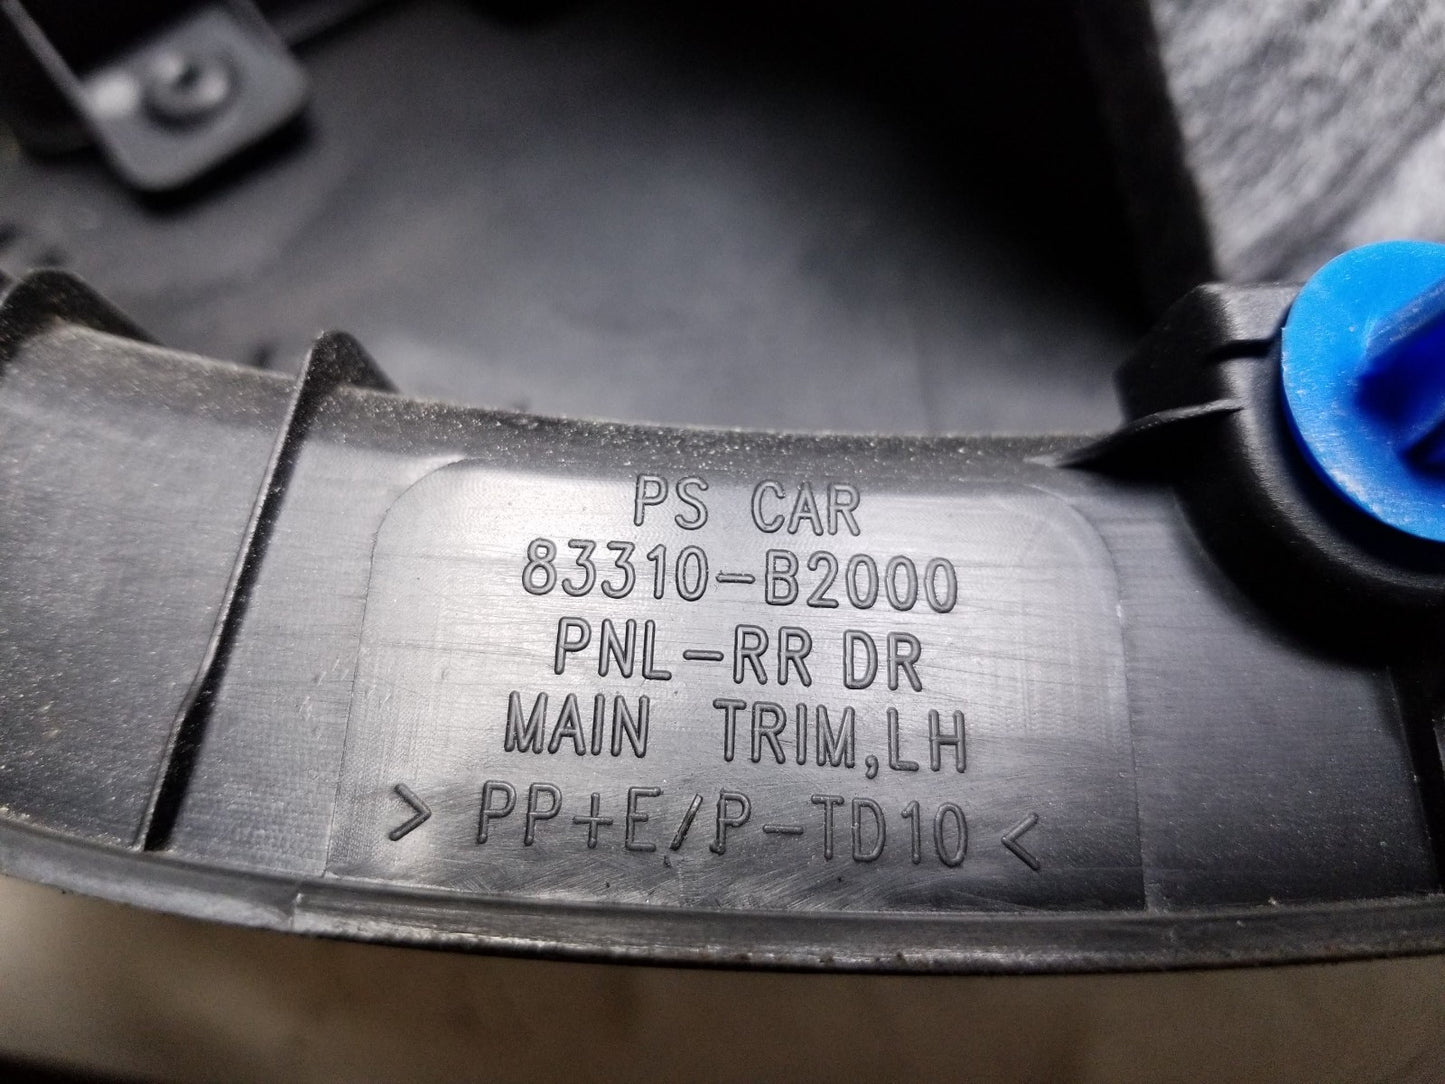 PS CAR
83310-B2000
PNL-RR DR
MAIN TRIM,LH
> PP+E/P-TD10 <